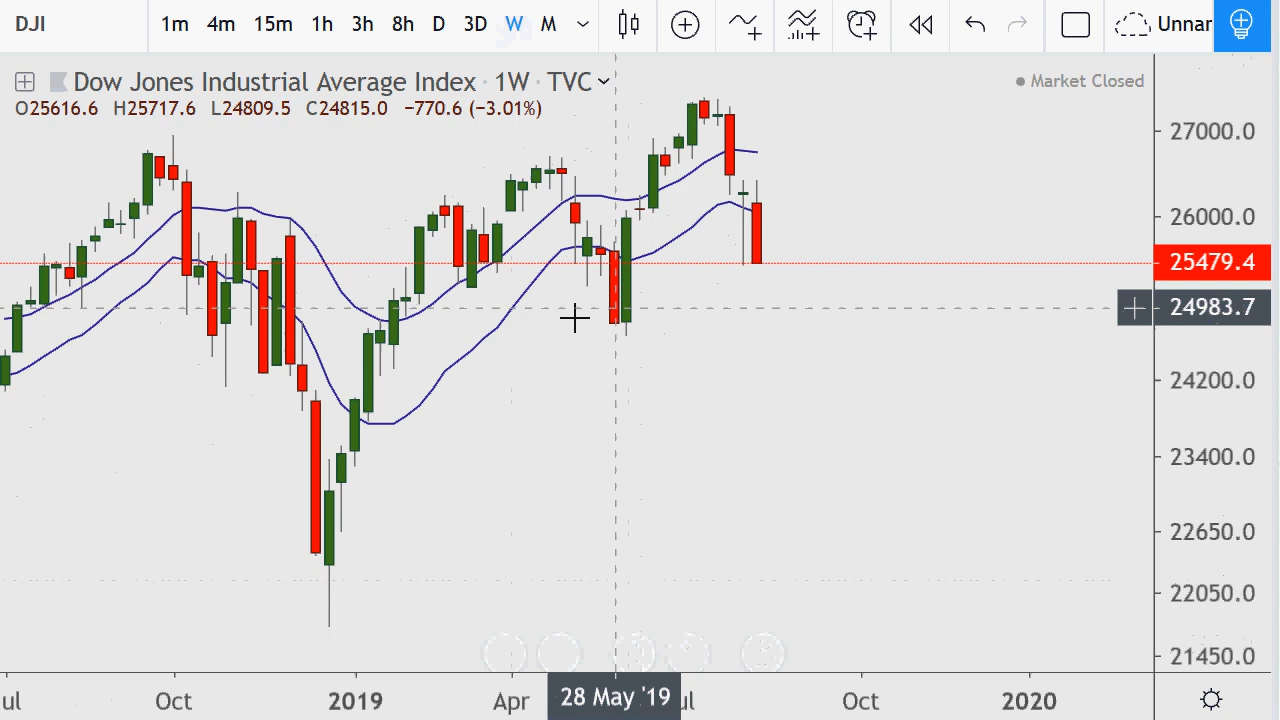 DJI 1m 4m 15m 1h 3h 8h D 3D W M Unnar
Dow Jones Industrial Average Index · 1W · TVC
Market Closed
O25616.6 H25717.6 L24809.5 C24815.0 −770.6 (−3.01%)
27000.0
26000.0
25479.4
24983.7
24200.0
23400.0
22650.0
22050.0
21450.0
ul Oct 2019 Apr 28 May '19 ul Oct 2020